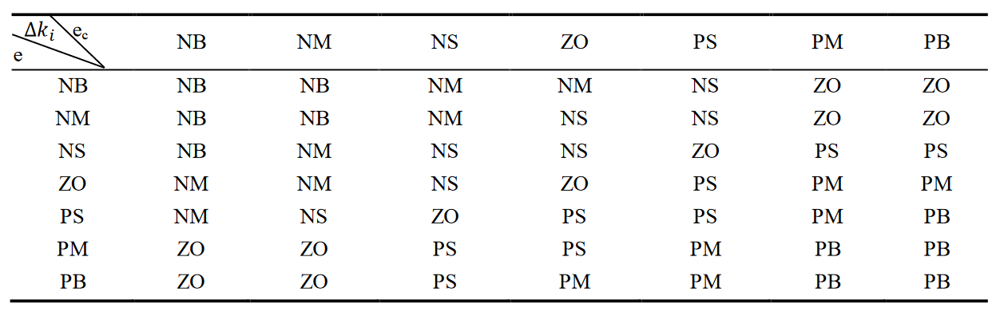 Δkᵢ e_c NB NM NS ZO PS PM PB
e
NB NB NB NM NM NS ZO ZO
NM NB NB NM NS NS ZO ZO
NS NB NM NS NS ZO PS PS
ZO NM NM NS ZO PS PM PM
PS NM NS ZO PS PS PM PB
PM ZO ZO PS PS PM PB PB
PB ZO ZO PS PM PM PB PB